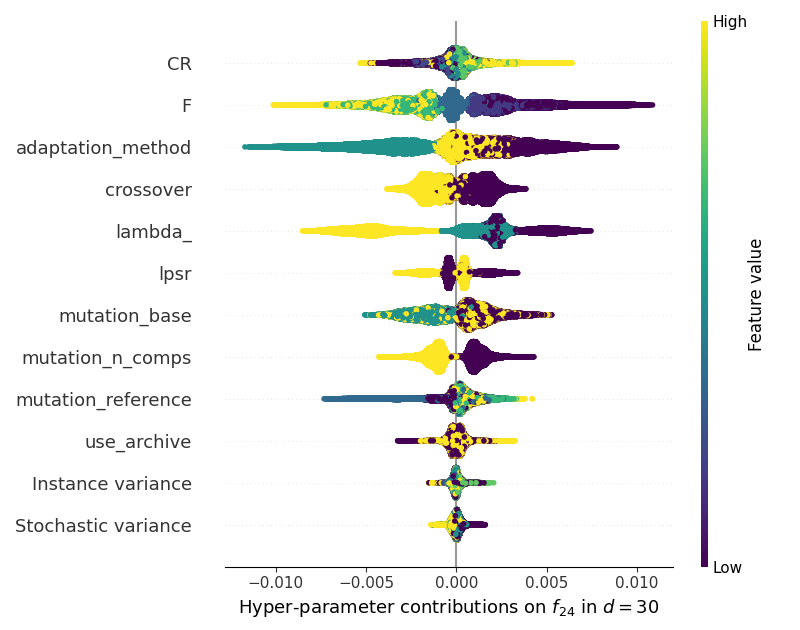 High
CR
F
adaptation_method
crossover
lambda_
lpsr
mutation_base
mutation_n_comps
mutation_reference
use_archive
Instance variance
Stochastic variance
Feature value
Low
−0.010 −0.005 0.000 0.005 0.010
Hyper-parameter contributions on f₂₄ in d = 30